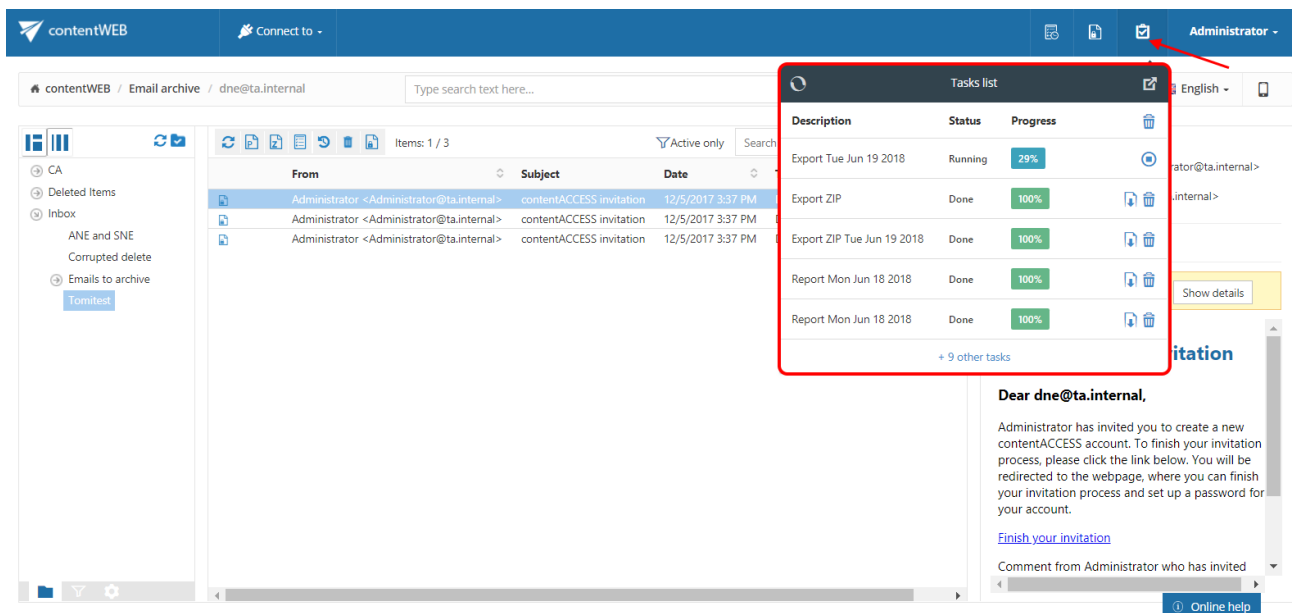 contentWEB
Connect to
Administrator
contentWEB / Email archive / dne@ta.internal
Type search text here...
English
Tasks list
Description Status Progress
Export Tue Jun 19 2018 Running 29%
Export ZIP Done 100%
Export ZIP Tue Jun 19 2018 Done 100%
Report Mon Jun 18 2018 Done 100%
Report Mon Jun 18 2018 Done 100%
+ 9 other tasks
CA
Deleted Items
Inbox
ANE and SNE
Corrupted delete
Emails to archive
Tomitest
Items: 1 / 3
Active only
Search
From Subject Date
Administrator <Administrator@ta.internal> contentACCESS invitation 12/5/2017 3:37 PM
Administrator <Administrator@ta.internal> contentACCESS invitation 12/5/2017 3:37 PM
Administrator <Administrator@ta.internal> contentACCESS invitation 12/5/2017 3:37 PM
rator@ta.internal>
.internal>
Show details
itation
Dear dne@ta.internal,
Administrator has invited you to create a new
contentACCESS account. To finish your invitation
process, please click the link below. You will be
redirected to the webpage, where you can finish
your invitation process and set up a password for
your account.
Finish your invitation
Comment from Administrator who has invited
Online help